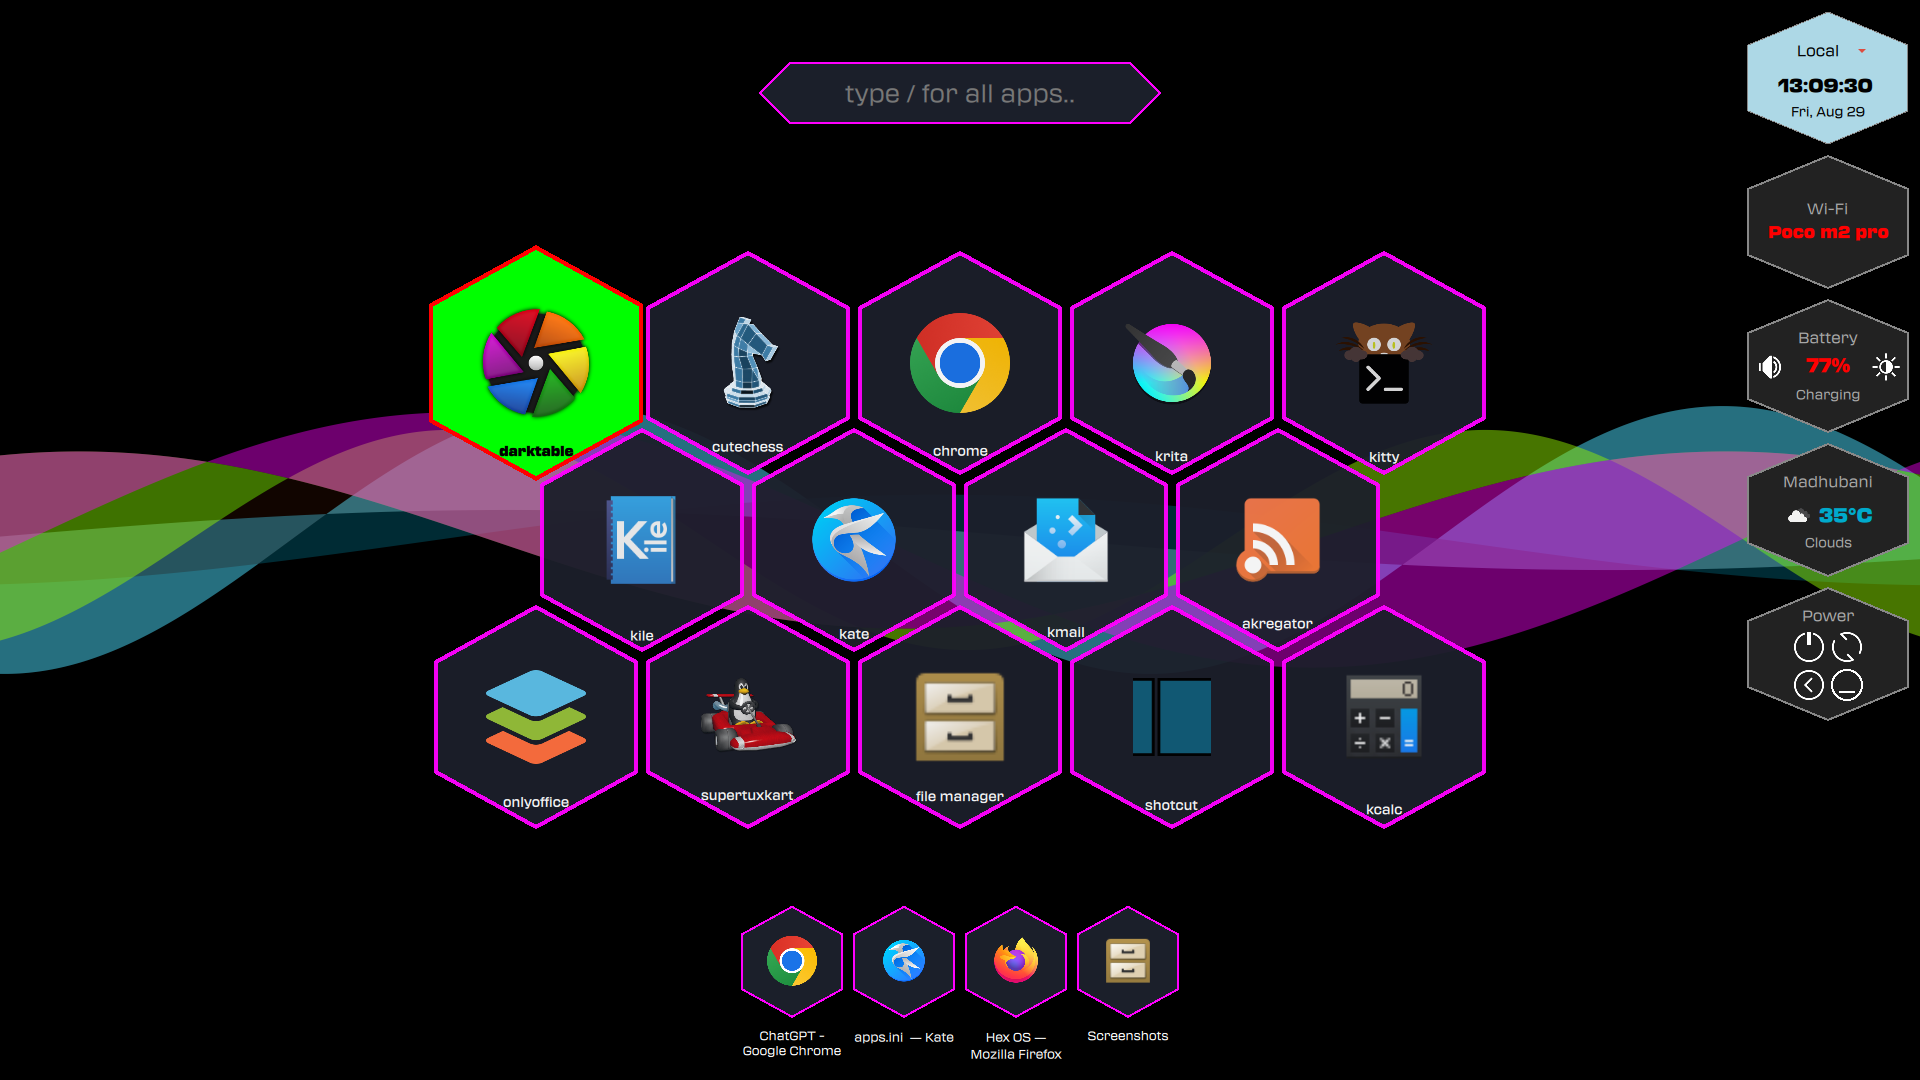 type / for all apps..
Local
13:09:30
Fri, Aug 29
Wi-Fi
Poco m2 pro
Battery
77%
Charging
Madhubani
35°C
Clouds
Power
darktable
cutechess
chrome
krita
kitty
Kile
kile
kate
kmail
akregator
onlyoffice
supertuxkart
file manager
shotcut
0
kcalc
ChatGPT -
Google Chrome
apps.ini — Kate
Hex OS —
Mozilla Firefox
Screenshots